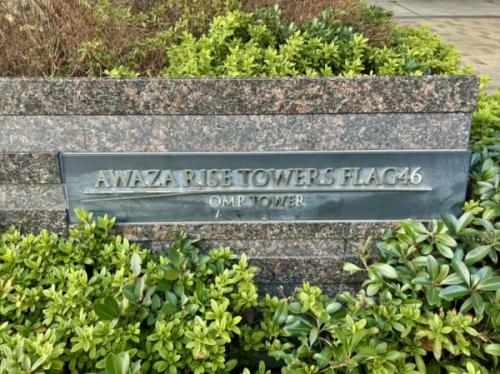 AWAZA RISE TOWERS FLAG46
OMP TOWER